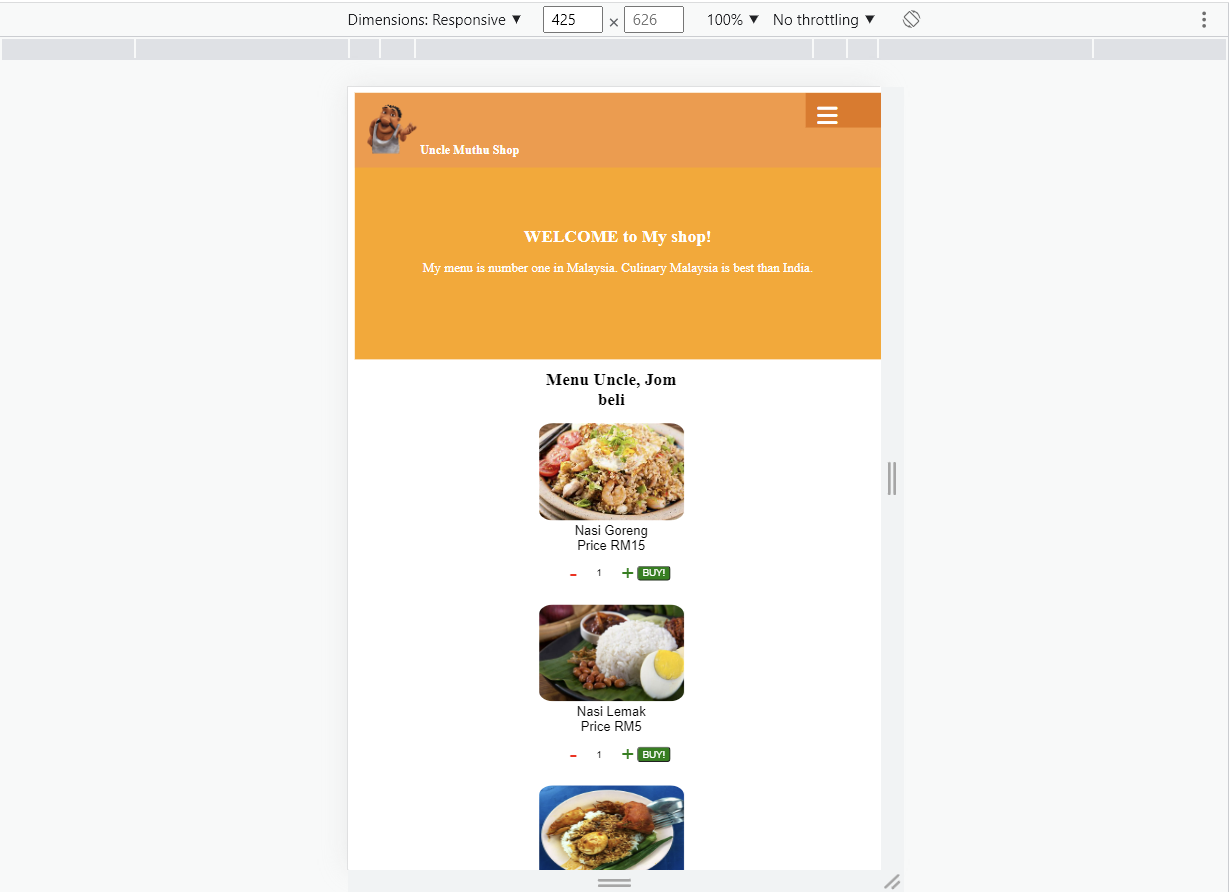 Dimensions: Responsive ▼ 425 × 626 100% ▼ No throttling ▼
Uncle Muthu Shop
WELCOME to My shop!
My menu is number one in Malaysia. Culinary Malaysia is best than India.
Menu Uncle, Jom
beli
Nasi Goreng
Price RM15
- 1 + BUY!
Nasi Lemak
Price RM5
- 1 + BUY!